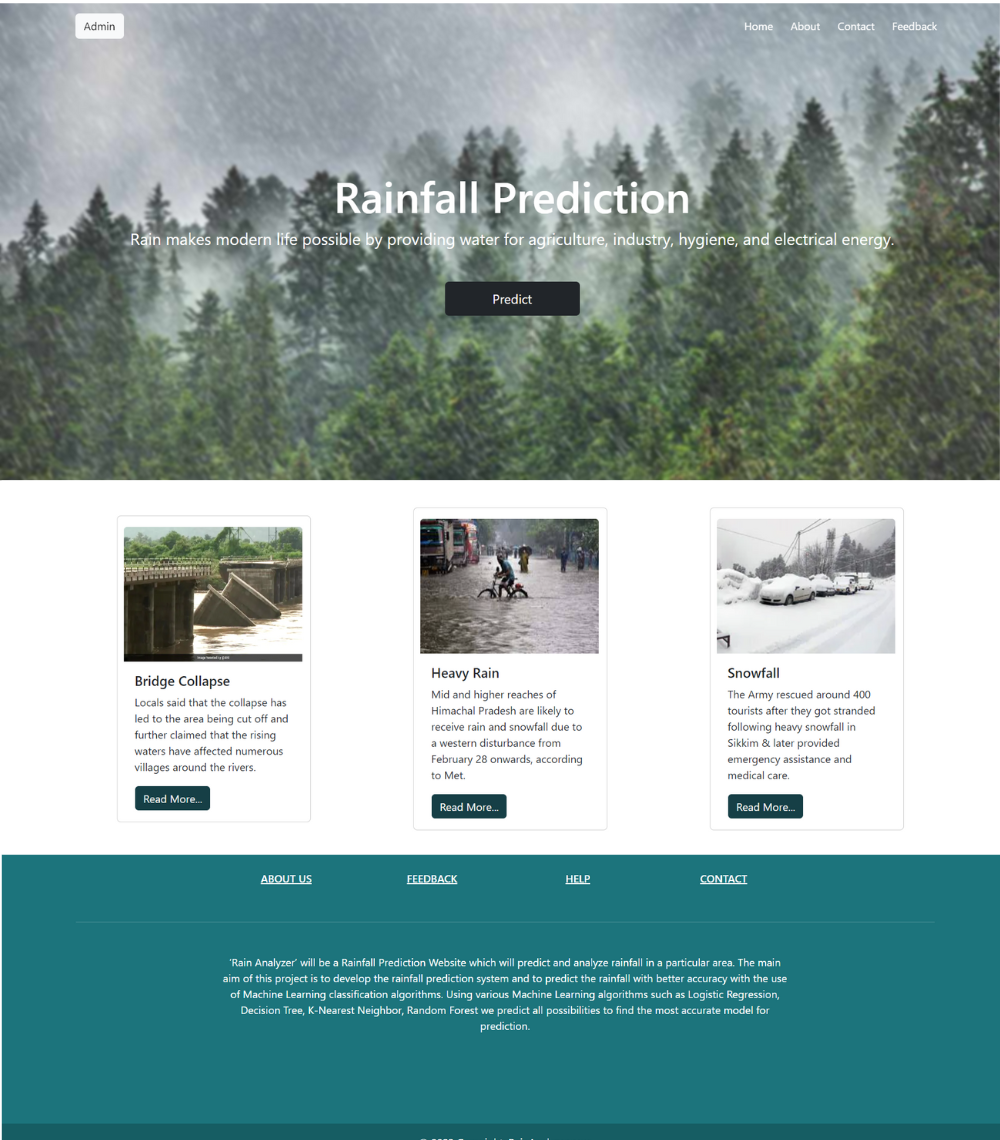 Admin
Home About Contact Feedback
Rainfall Prediction
Rain makes modern life possible by providing water for agriculture, industry, hygiene, and electrical energy.
Predict
Bridge Collapse
Locals said that the collapse has
led to the area being cut off and
further claimed that the rising
waters have affected numerous
villages around the rivers.
Read More...
Heavy Rain
Mid and higher reaches of
Himachal Pradesh are likely to
receive rain and snowfall due to
a western disturbance from
February 28 onwards, according
to Met.
Read More...
Snowfall
The Army rescued around 400
tourists after they got stranded
following heavy snowfall in
Sikkim & later provided
emergency assistance and
medical care.
Read More...
ABOUT US FEEDBACK HELP CONTACT
'Rain Analyzer' will be a Rainfall Prediction Website which will predict and analyze rainfall in a particular area. The main
aim of this project is to develop the rainfall prediction system and to predict the rainfall with better accuracy with the use
of Machine Learning classification algorithms. Using various Machine Learning algorithms such as Logistic Regression,
Decision Tree, K-Nearest Neighbor, Random Forest we predict all possibilities to find the most accurate model for
prediction.